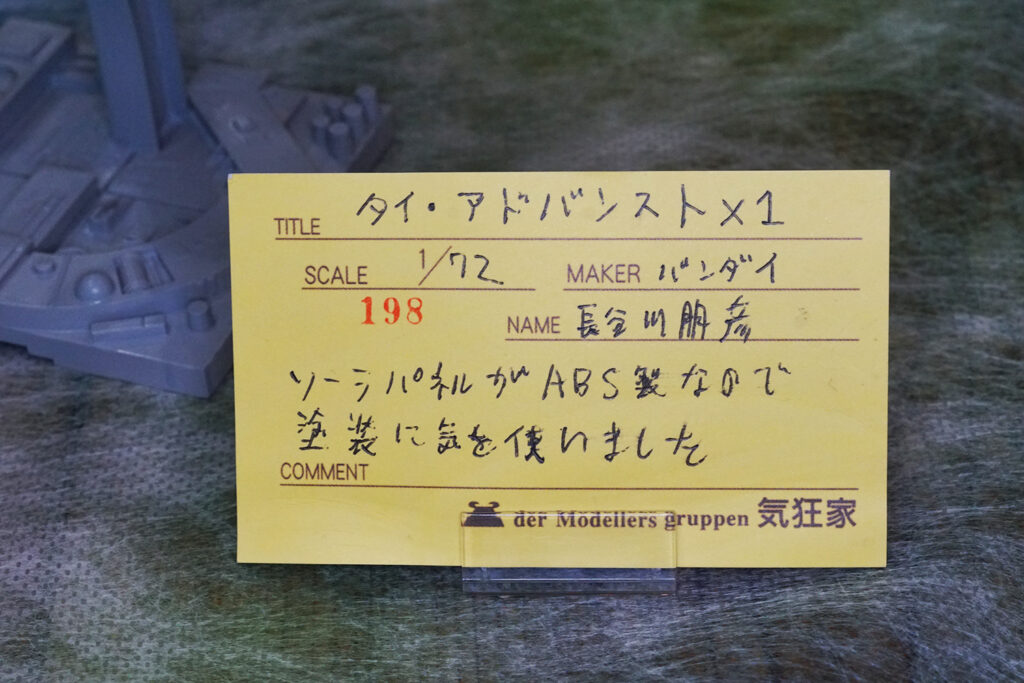 TITLE タイ・アドバンスト x1
SCALE 1/72 MAKER バンダイ
198
NAME 長谷川朋彦
ソーラパネルがABS製なので
塗装に気を使いました
COMMENT
der Modellers gruppen 気狂家